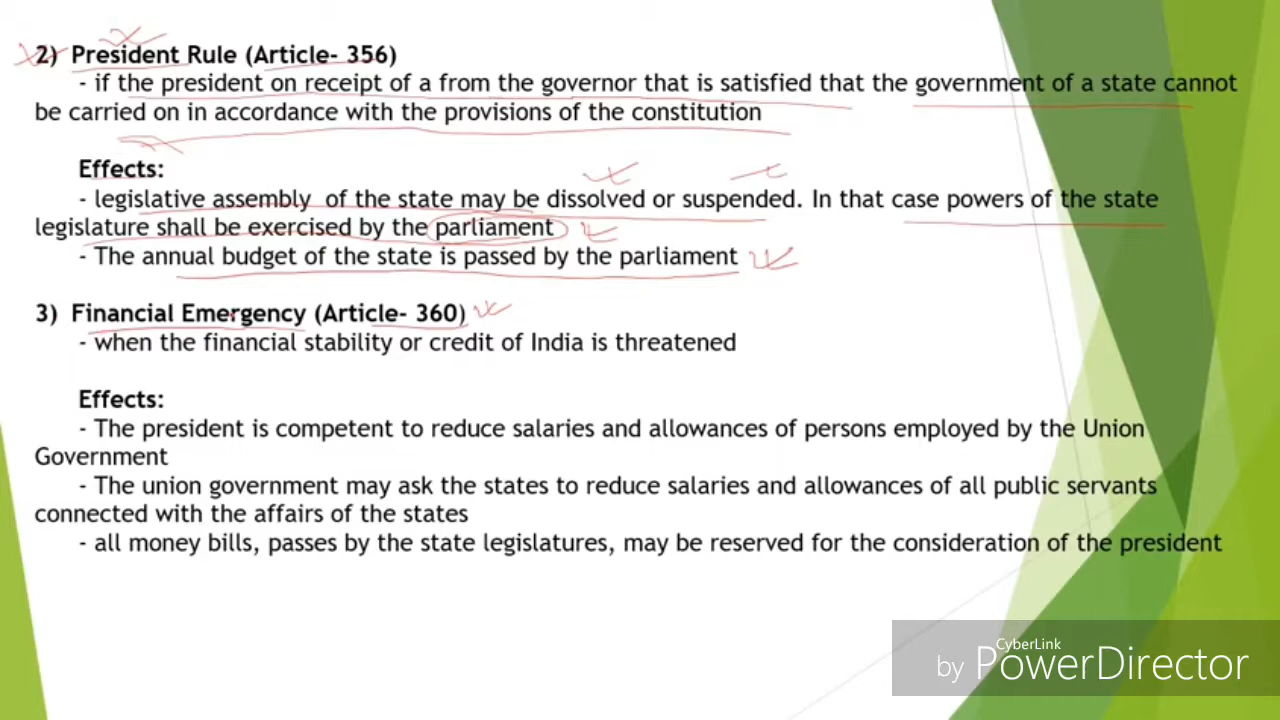 2) President Rule (Article- 356)
- if the president on receipt of a from the governor that is satisfied that the government of a state cannot
be carried on in accordance with the provisions of the constitution
Effects:
- legislative assembly of the state may be dissolved or suspended. In that case powers of the state
legislature shall be exercised by the parliament
- The annual budget of the state is passed by the parliament
3) Financial Emergency (Article- 360)
- when the financial stability or credit of India is threatened
Effects:
- The president is competent to reduce salaries and allowances of persons employed by the Union
Government
- The union government may ask the states to reduce salaries and allowances of all public servants
connected with the affairs of the states
- all money bills, passes by the state legislatures, may be reserved for the consideration of the president
CyberLink
by PowerDirector